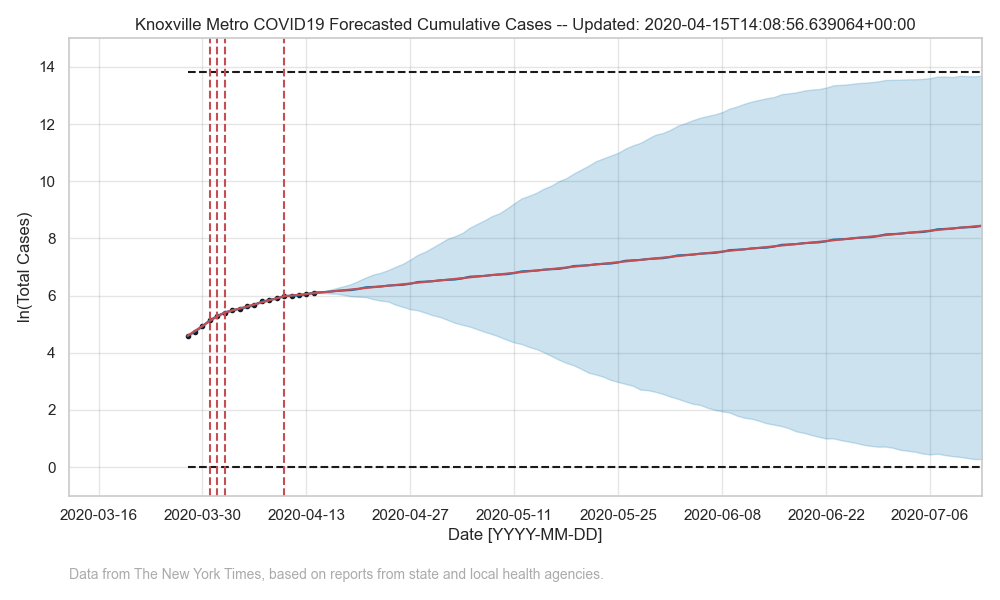 Knoxville Metro COVID19 Forecasted Cumulative Cases -- Updated: 2020-04-15T14:08:56.639064+00:00
14
12
10
8
6
4
2
0
ln(Total Cases)
2020-03-16 2020-03-30 2020-04-13 2020-04-27 2020-05-11 2020-05-25 2020-06-08 2020-06-22 2020-07-06
Date [YYYY-MM-DD]
Data from The New York Times, based on reports from state and local health agencies.